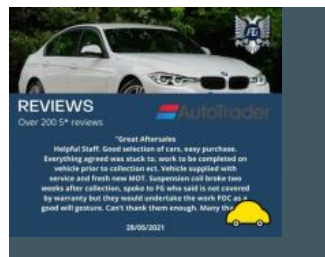 FG
REVIEWS
AutoTrader
Over 200 5* reviews
"Great Aftersales
Helpful Staff. Good selection of cars, easy purchase.
Everything agreed was stuck to, work to be completed on
vehicle prior to collection ect. Vehicle supplied with
service and fresh new MOT. Suspension coil broke two
weeks after collection, spoke to FG who said is not covered
by warranty but they would undertake the work FOC as a
good will gesture. Can't thank them enough. Many
28/05/2021